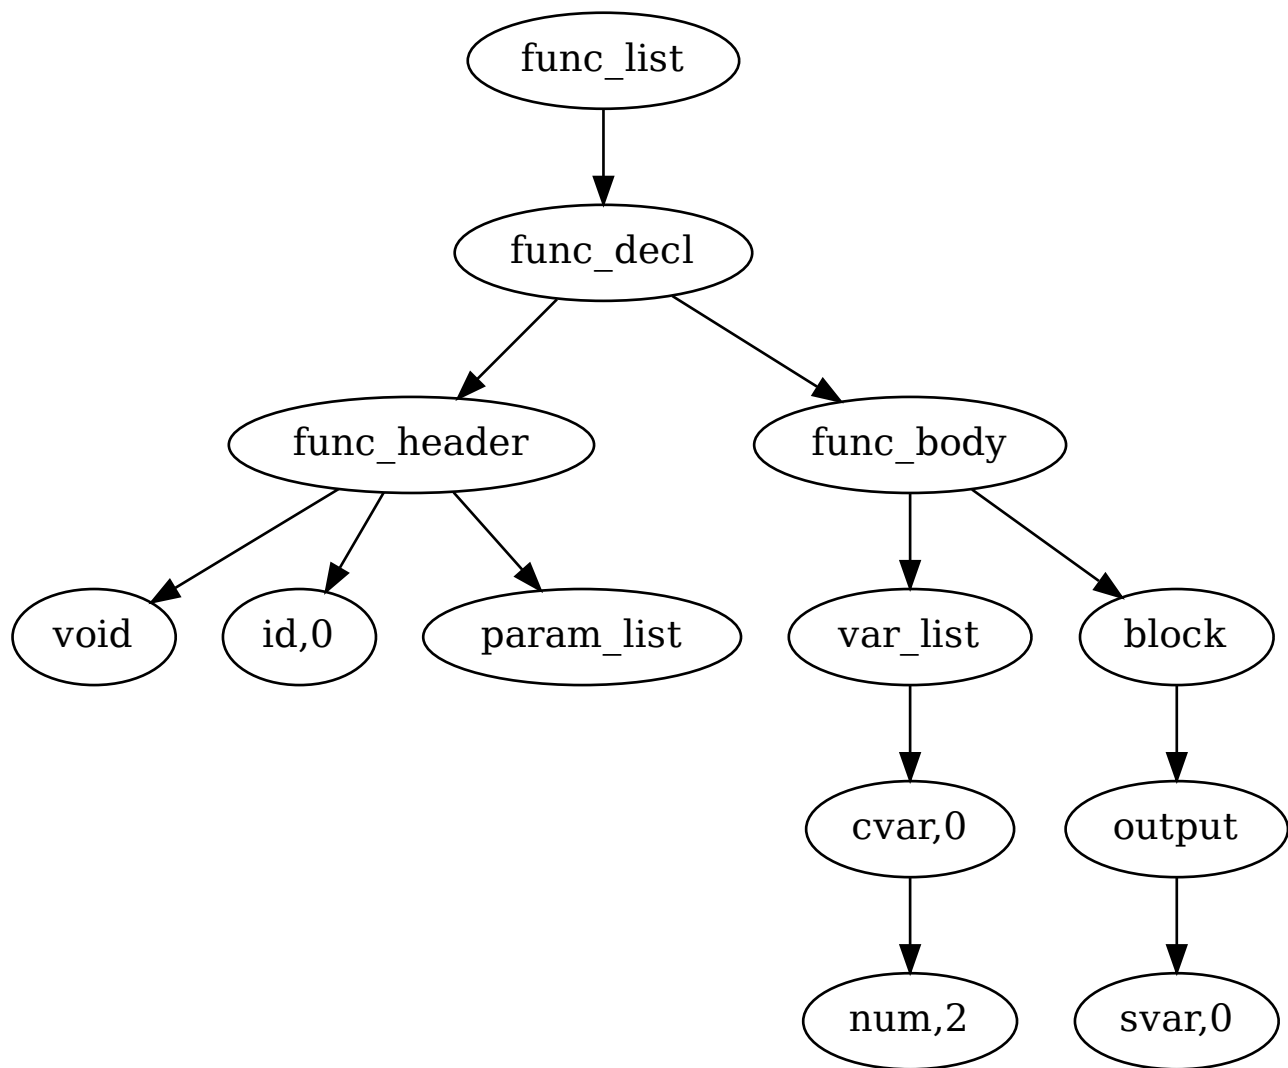 func_list
func_decl
func_header
func_body
void
id,0
param_list
var_list
block
cvar,0
output
num,2
svar,0